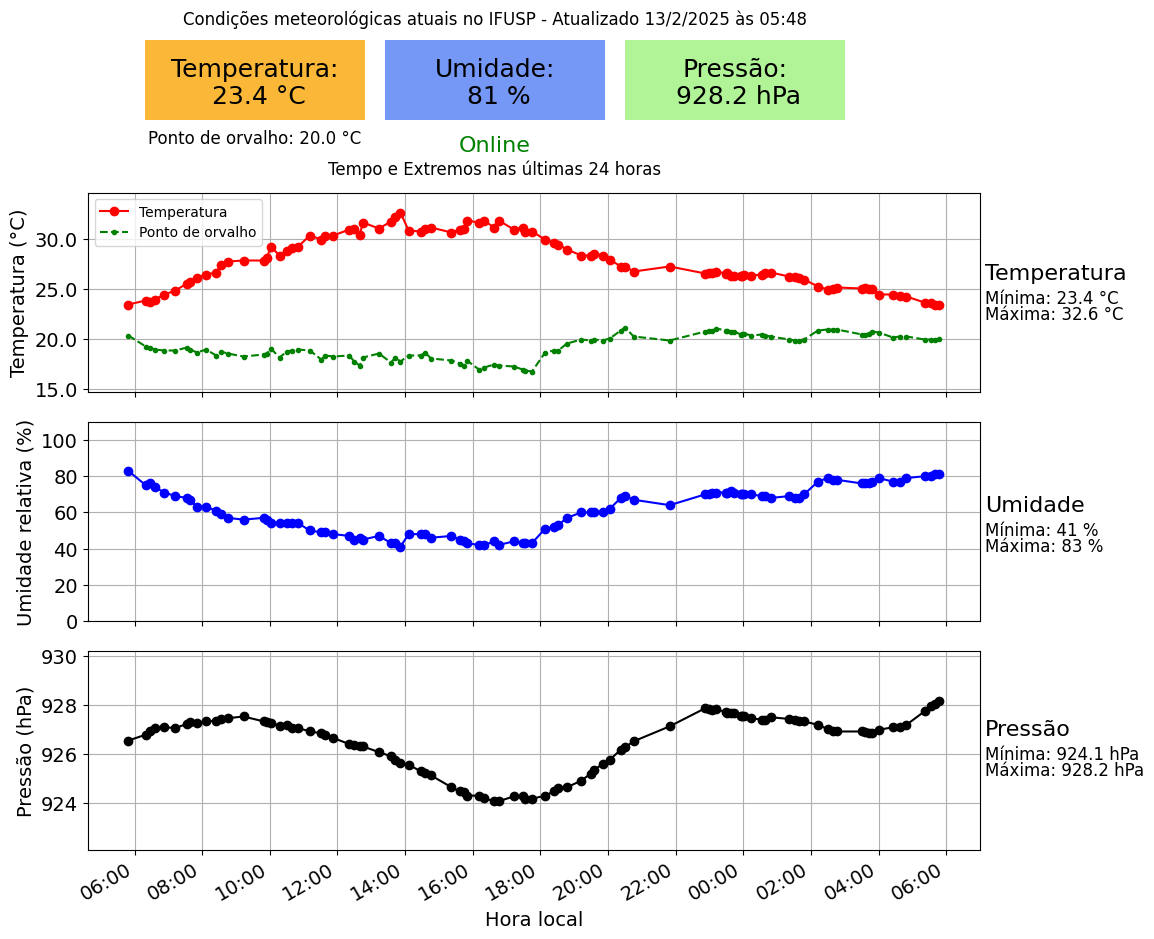 Condições meteorológicas atuais no IFUSP - Atualizado 13/2/2025 às 05:48
Temperatura:
23.4 °C
Umidade:
81 %
Pressão:
928.2 hPa
Ponto de orvalho: 20.0 °C
Online
Tempo e Extremos nas últimas 24 horas
Temperatura (°C)
30.0
25.0
20.0
15.0
Temperatura
Ponto de orvalho
Temperatura
Mínima: 23.4 °C
Máxima: 32.6 °C
Umidade relativa (%)
100
80
60
40
20
0
Umidade
Mínima: 41 %
Máxima: 83 %
Pressão (hPa)
930
928
926
924
Pressão
Mínima: 924.1 hPa
Máxima: 928.2 hPa
06:00 08:00 10:00 12:00 14:00 16:00 18:00 20:00 22:00 00:00 02:00 04:00 06:00
Hora local